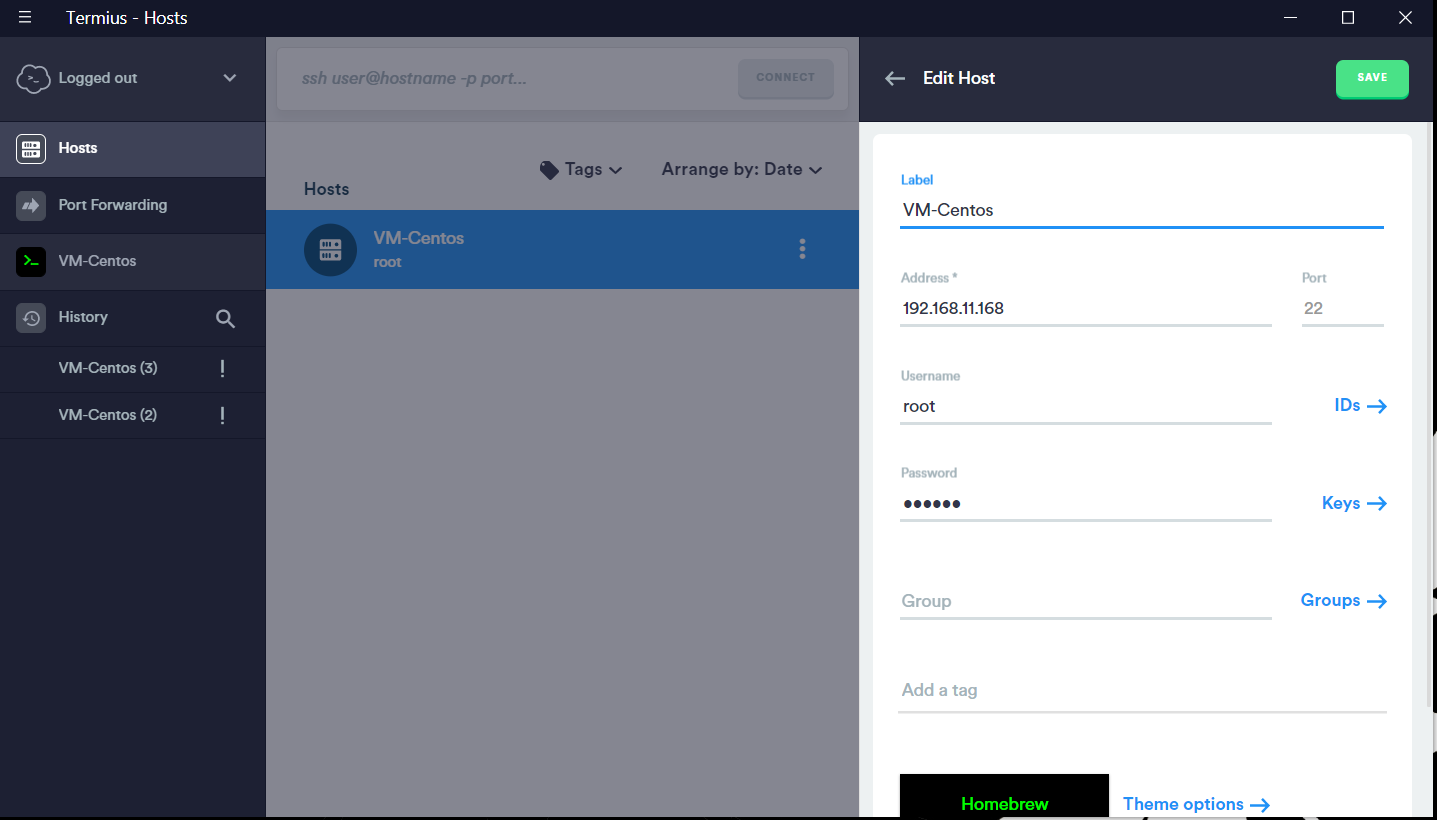 Termius - Hosts
Logged out
Hosts
Port Forwarding
VM-Centos
History
VM-Centos (3)
VM-Centos (2)
ssh user@hostname -p port...
CONNECT
Tags
Arrange by: Date
Hosts
VM-Centos
root
Edit Host
SAVE
Label
VM-Centos
Address *
Port
192.168.11.168
22
Username
root
IDs
Password
••••••
Keys
Group
Groups
Add a tag
Homebrew
Theme options